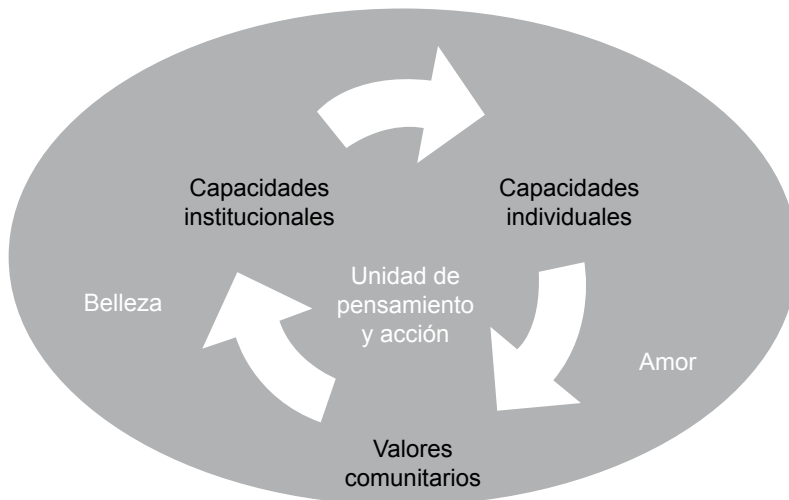 Capacidades
institucionales
Capacidades
individuales
Unidad de
pensamiento
y acción
Belleza
Amor
Valores
comunitarios